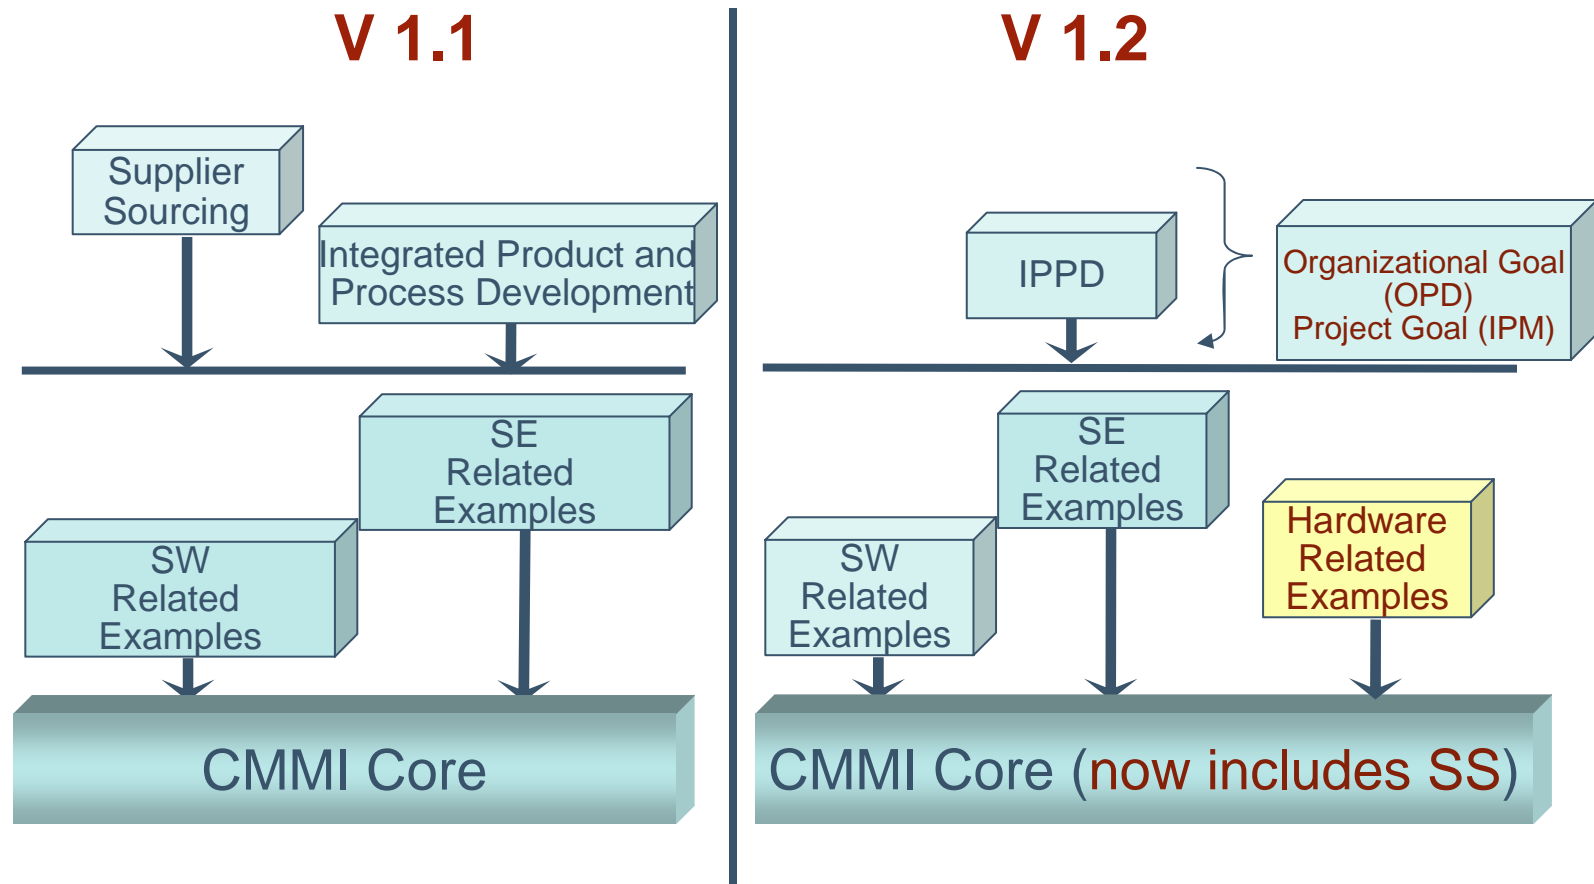 V 1.1
Supplier
Sourcing
Integrated Product and
Process Development
SE
Related
Examples
SW
Related
Examples
CMMI Core
V 1.2
IPPD
Organizational Goal
(OPD)
Project Goal (IPM)
SE
Related
Examples
SW
Related
Examples
Hardware
Related
Examples
CMMI Core (now includes SS)